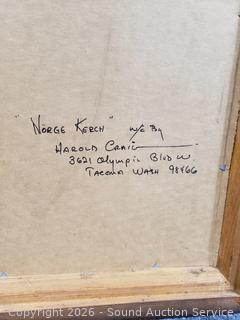 "Norge Kerch" w/c By
Harold Craig
3621 Olympic Blvd W.
Tacoma Wash 98466
Copyright 2026 - Sound Auction Service